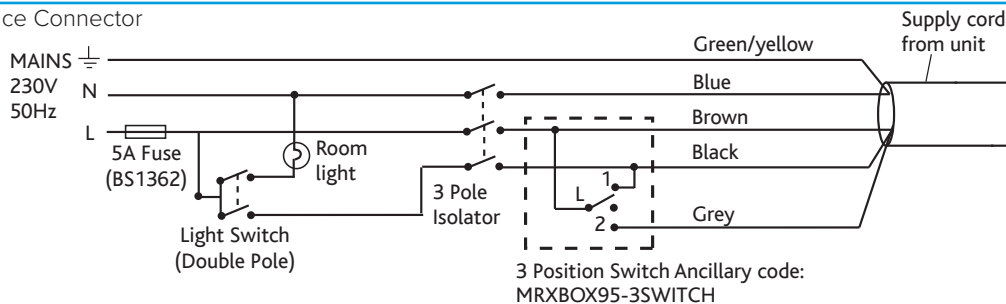 ice Connector
MAINS
230V
50Hz
N
L
5A Fuse
(BS1362)
Room
light
Light Switch
(Double Pole)
3 Pole
Isolator
Green/yellow
Blue
Brown
Black
Grey
L
1
2
Supply cord
from unit
3 Position Switch Ancillary code:
MRXBOX95-3SWITCH